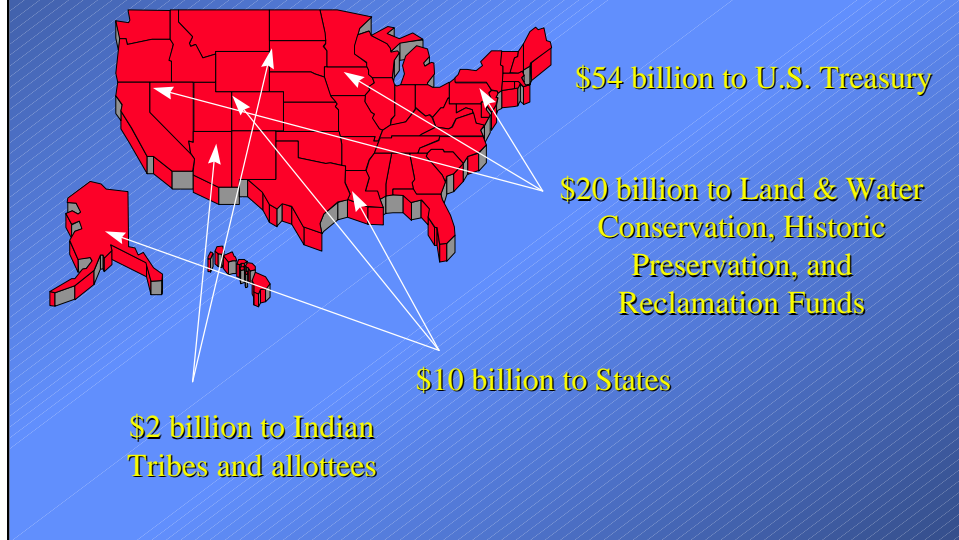 $54 billion to U.S. Treasury
$20 billion to Land & Water
Conservation, Historic
Preservation, and
Reclamation Funds
$10 billion to States
$2 billion to Indian
Tribes and allottees